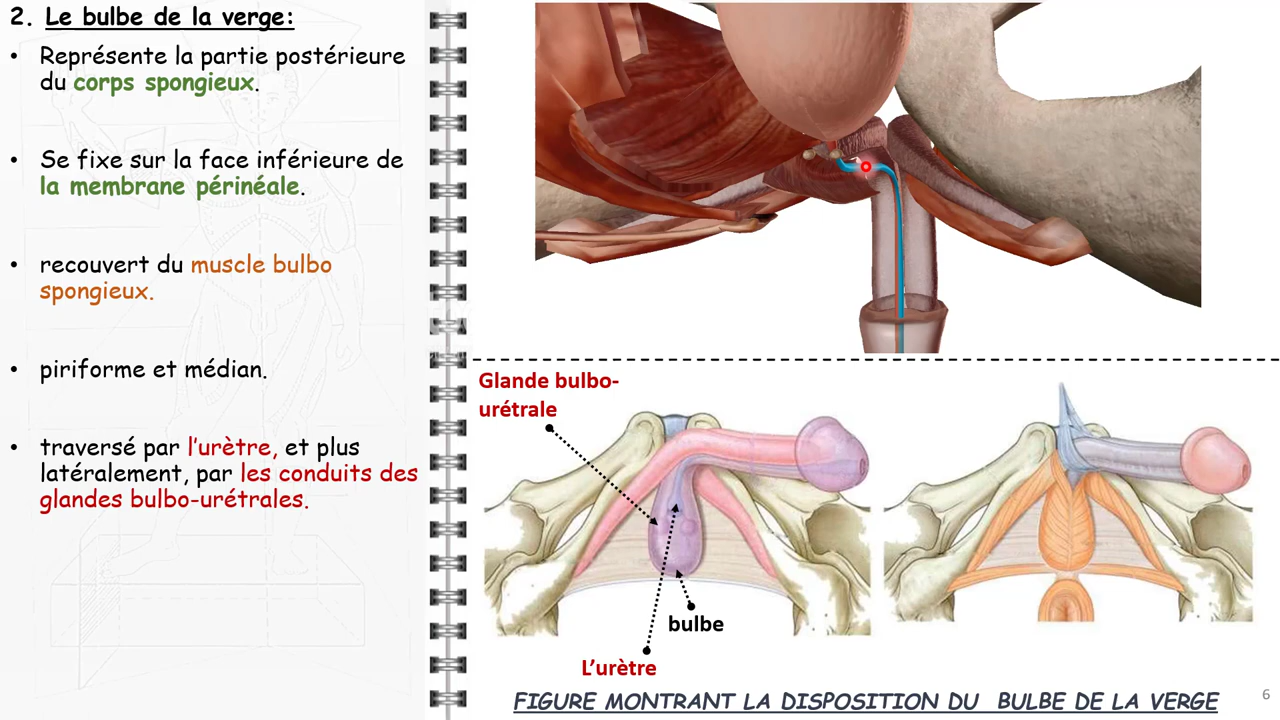 2. Le bulbe de la verge:
• Représente la partie postérieure
du corps spongieux.
• Se fixe sur la face inférieure de
la membrane périnéale.
• recouvert du muscle bulbo
spongieux.
• piriforme et médian.
• traversé par l'urètre, et plus
latéralement, par les conduits des
glandes bulbo-urétrales.
Glande bulbo-
urétrale
bulbe
L'urètre
FIGURE MONTRANT LA DISPOSITION DU BULBE DE LA VERGE
6